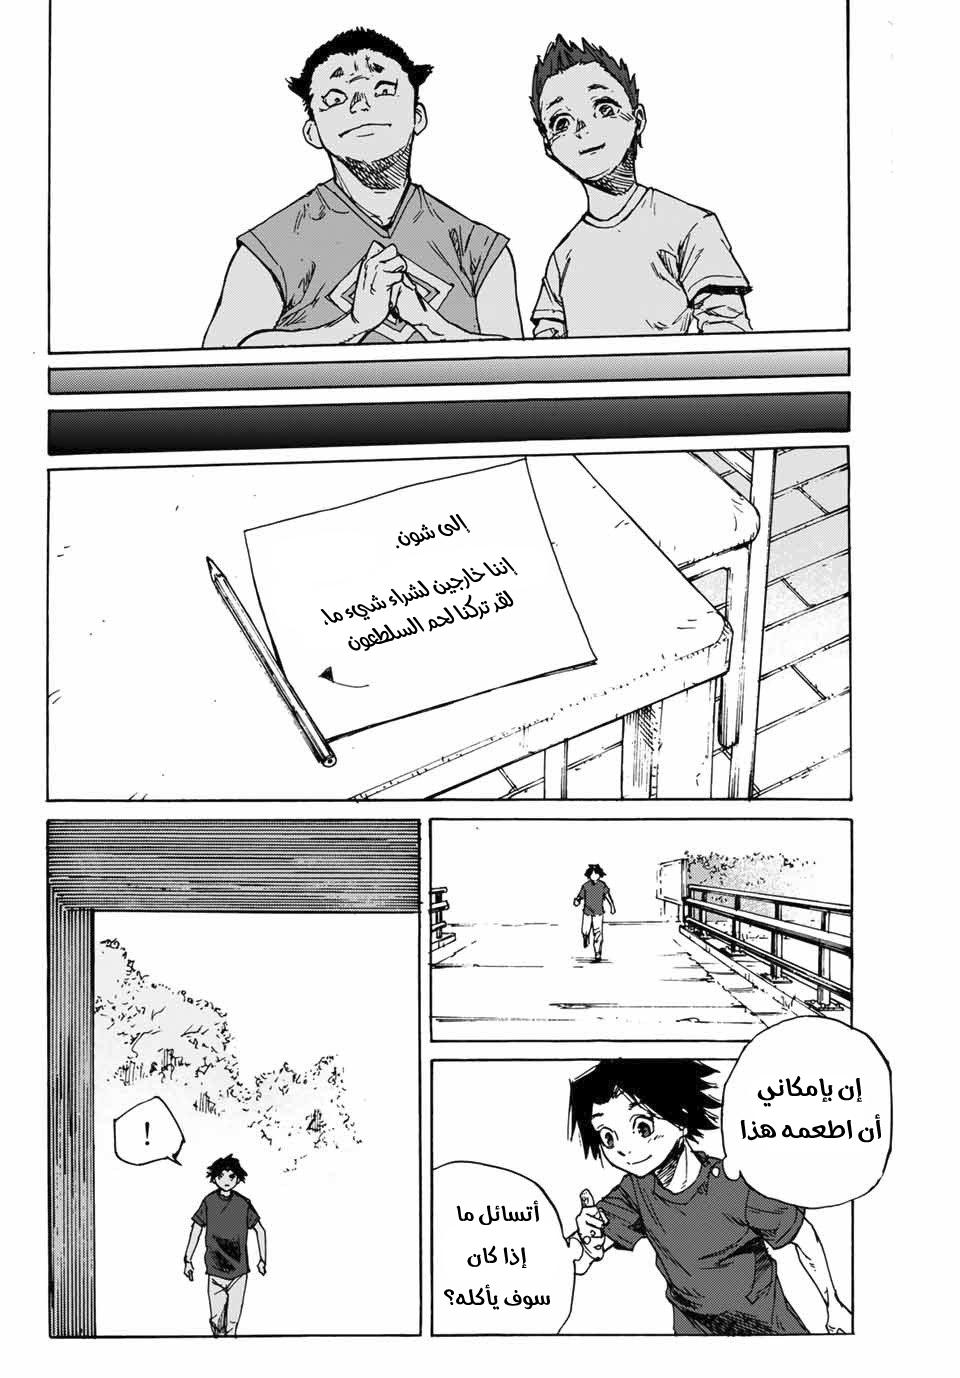 إلى شون.
إننا خارجين لشراء شيء ما.
لقد تركنا لحم السلطعون
إن بإمكاني
أن اطعمه هذا
أتسائل ما
إذا كان
سوف يأكله؟
!